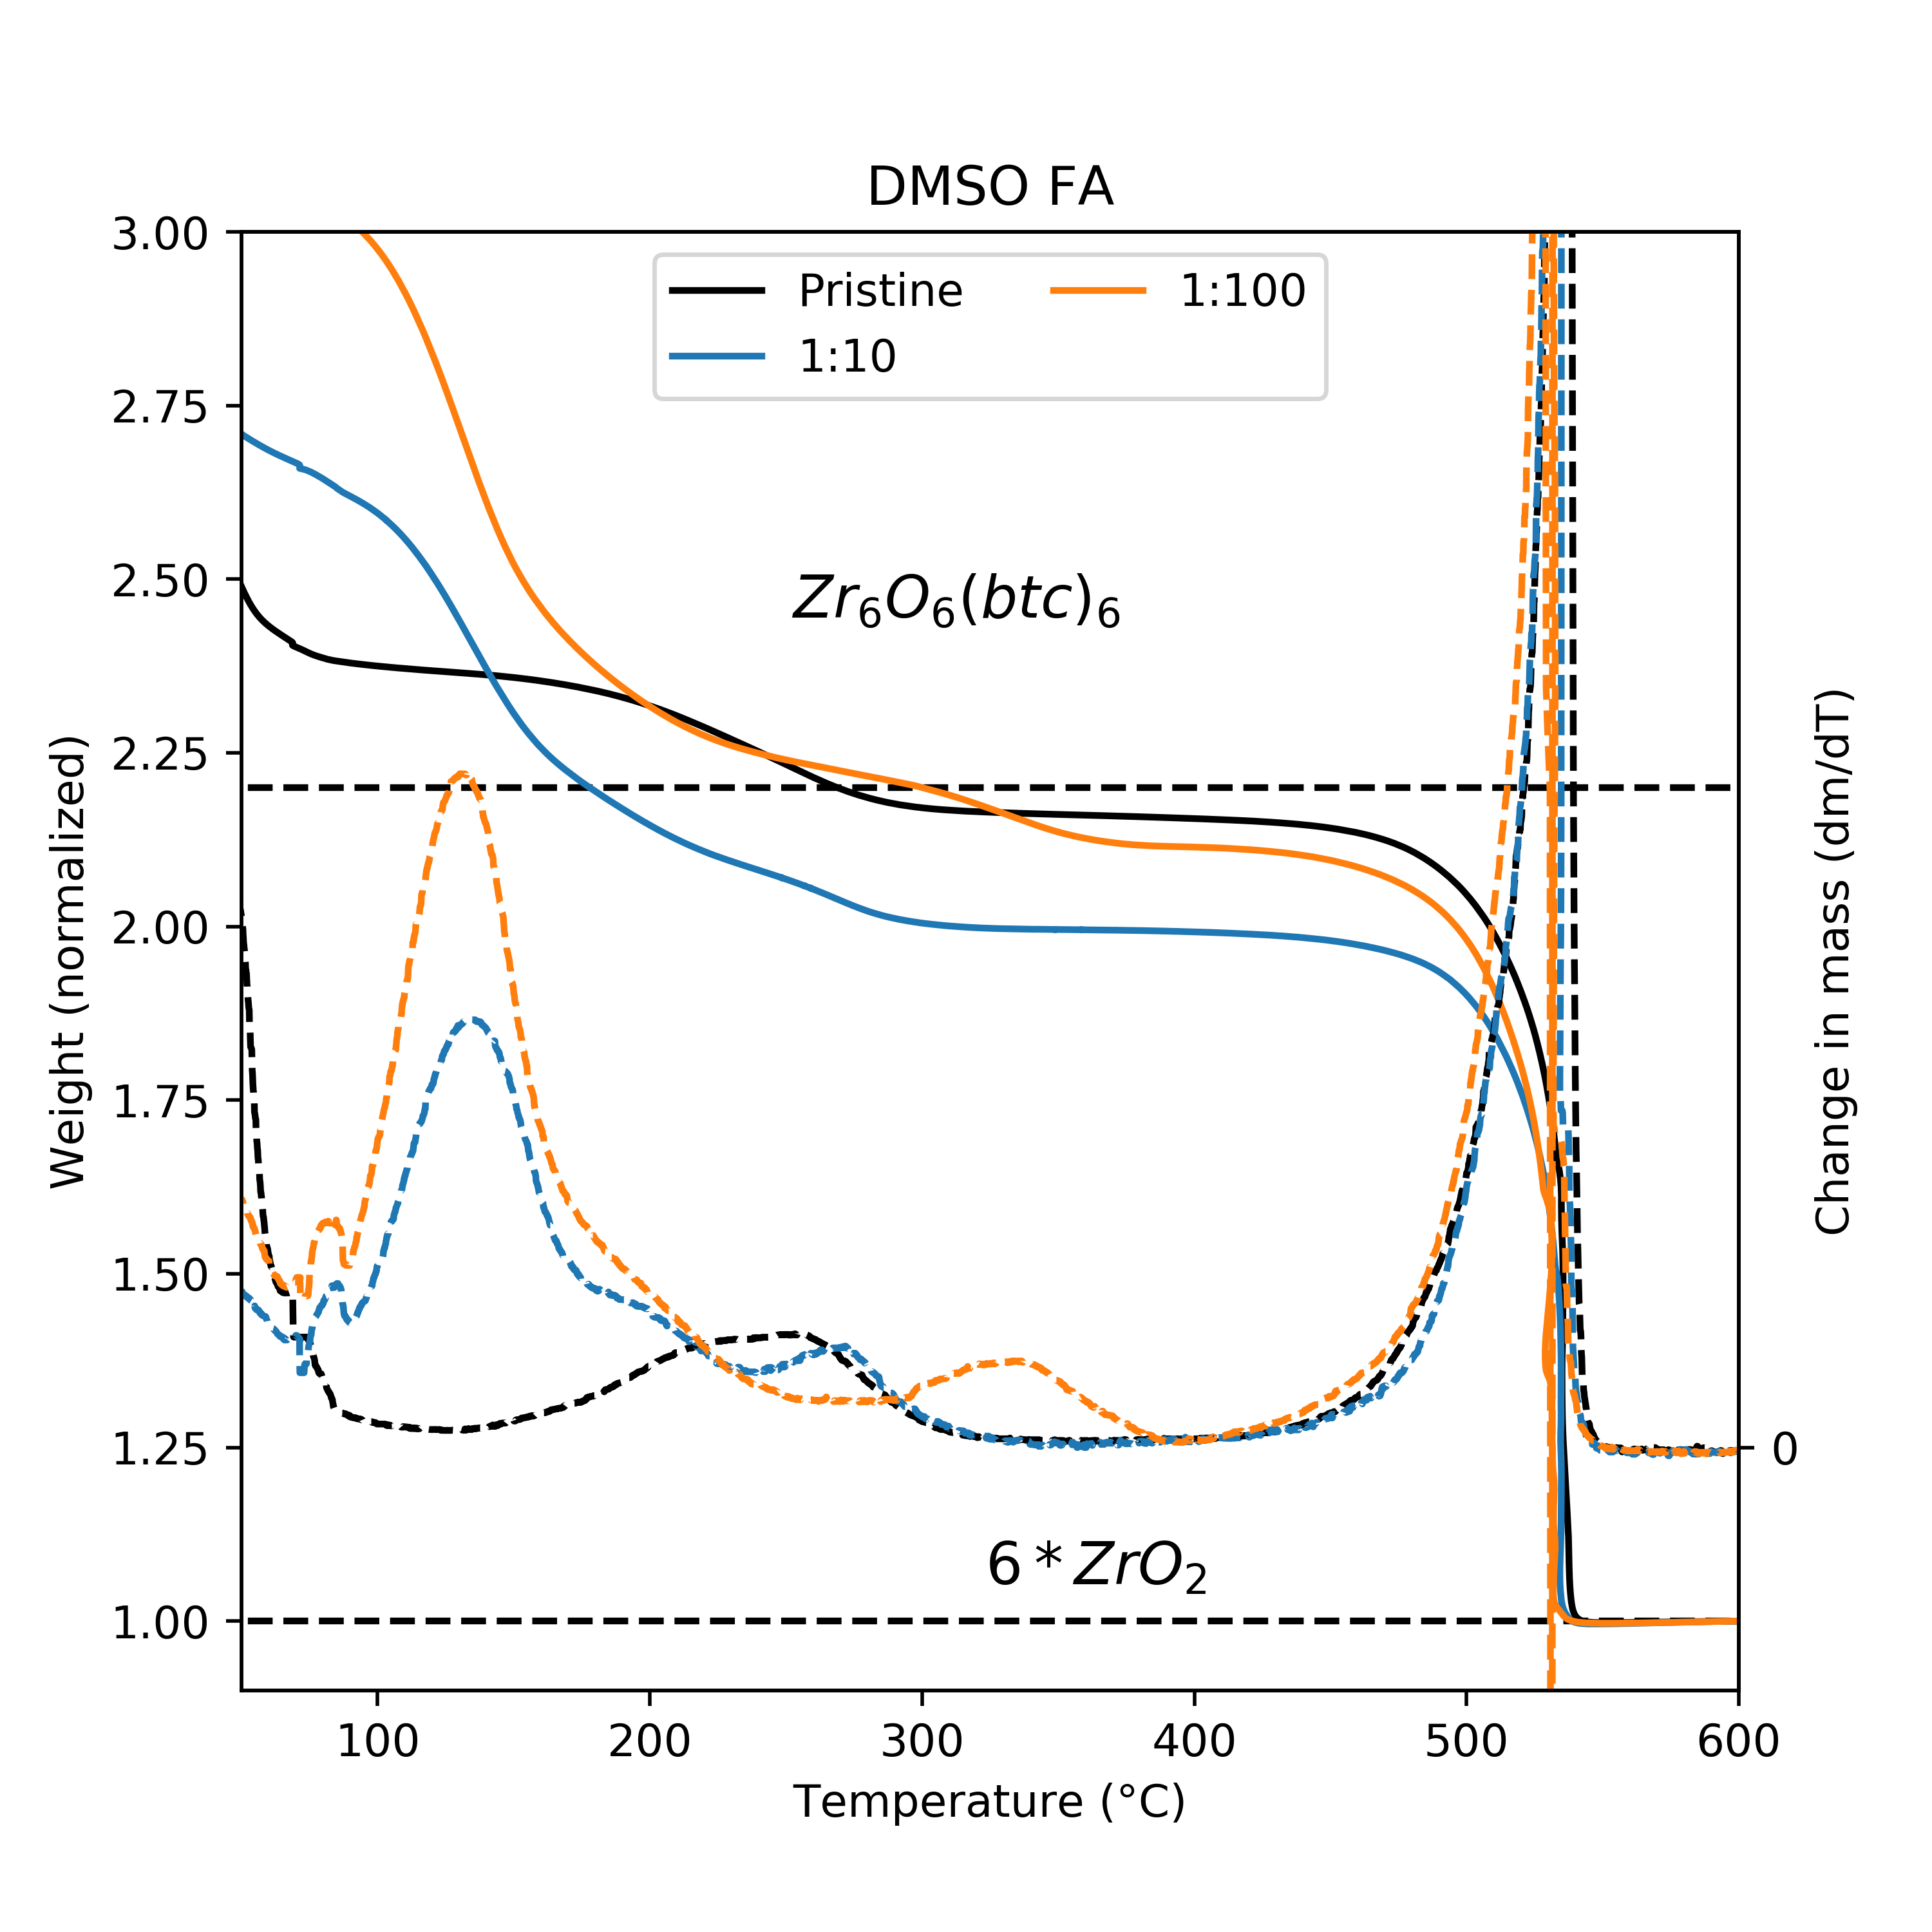 DMSO FA
Pristine
1:10
1:100
3.00
2.75
2.50
2.25
2.00
1.75
1.50
1.25
1.00
Weight (normalized)
Zr₆O₆(btc)₆
6 * ZrO₂
0
Change in mass (dm/dT)
100 200 300 400 500 600
Temperature (°C)